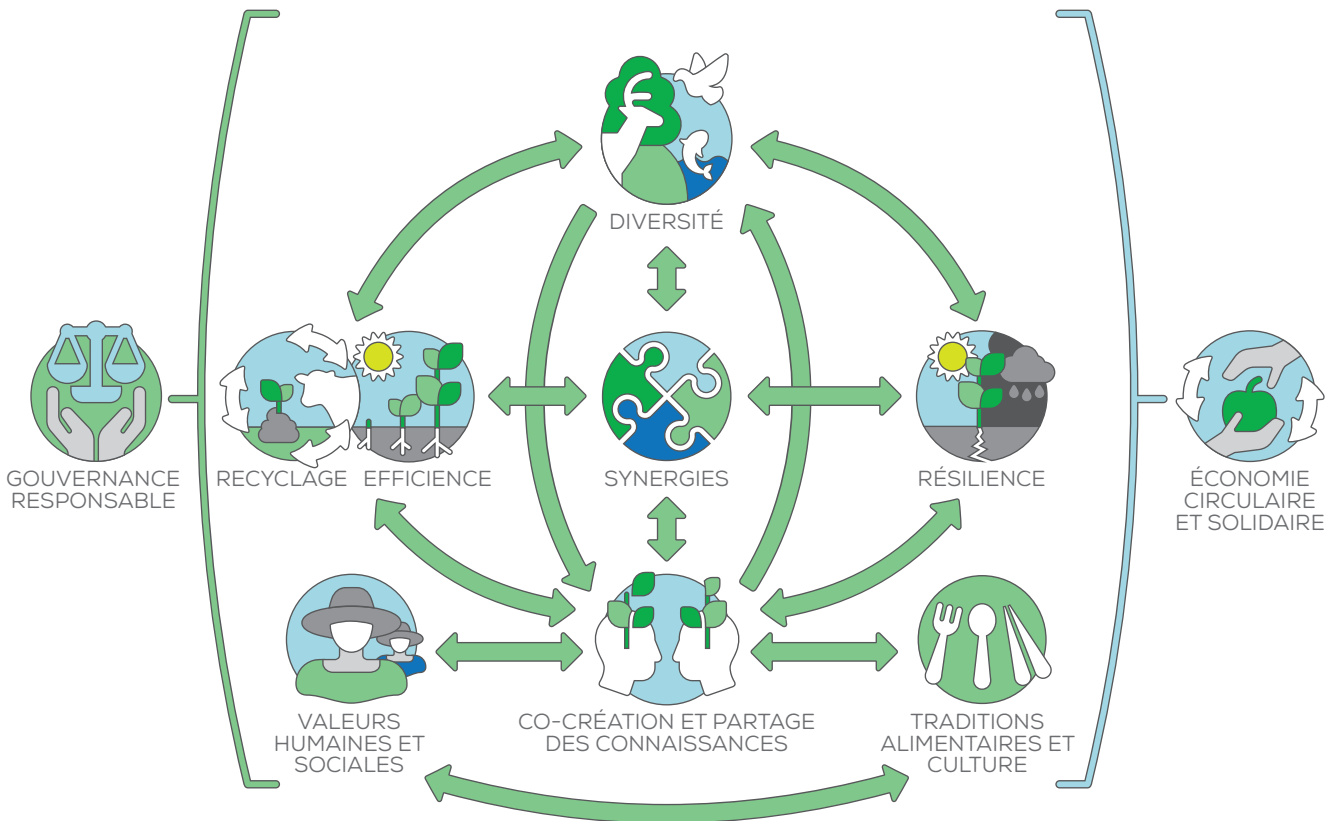 DIVERSITÉ
GOUVERNANCE
RESPONSABLE
RECYCLAGE
EFFICIENCE
SYNERGIES
RÉSILIENCE
ÉCONOMIE
CIRCULAIRE
ET SOLIDAIRE
VALEURS
HUMAINES ET
SOCIALES
CO-CRÉATION ET PARTAGE
DES CONNAISSANCES
TRADITIONS
ALIMENTAIRES ET
CULTURE